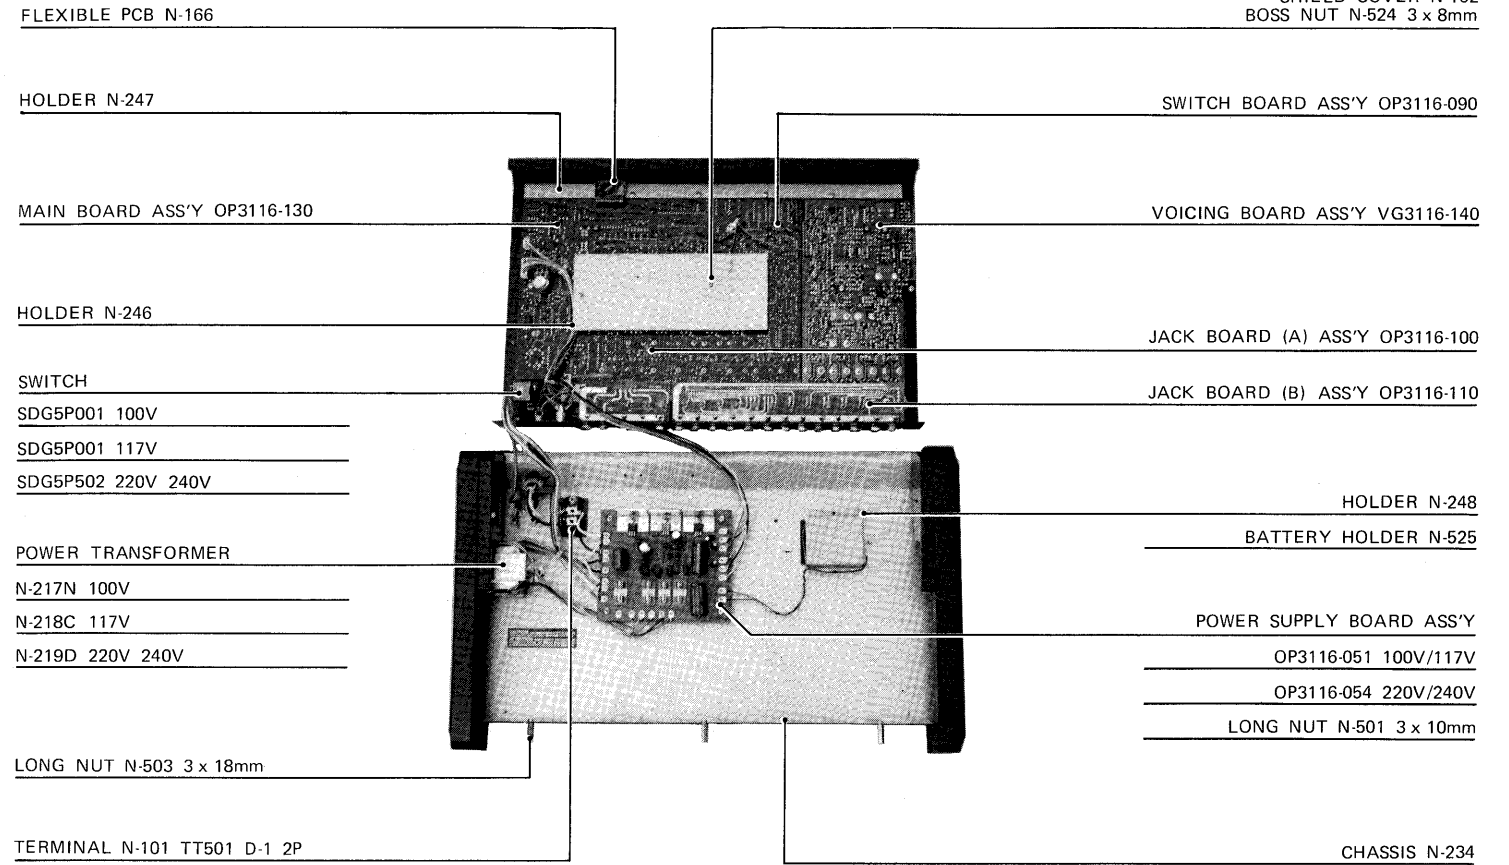 FLEXIBLE PCB N-166
HOLDER N-247
MAIN BOARD ASS'Y OP3116-130
HOLDER N-246
SWITCH
SDG5P001 100V
SDG5P001 117V
SDG5P502 220V 240V
POWER TRANSFORMER
N-217N 100V
N-218C 117V
N-219D 220V 240V
LONG NUT N-503 3 x 18mm
TERMINAL N-101 TT501 D-1 2P
BOSS NUT N-524 3 x 8mm
SWITCH BOARD ASS'Y OP3116-090
VOICING BOARD ASS'Y VG3116-140
JACK BOARD (A) ASS'Y OP3116-100
JACK BOARD (B) ASS'Y OP3116-110
HOLDER N-248
BATTERY HOLDER N-525
POWER SUPPLY BOARD ASS'Y
OP3116-051 100V/117V
OP3116-054 220V/240V
LONG NUT N-501 3 x 10mm
CHASSIS N-234